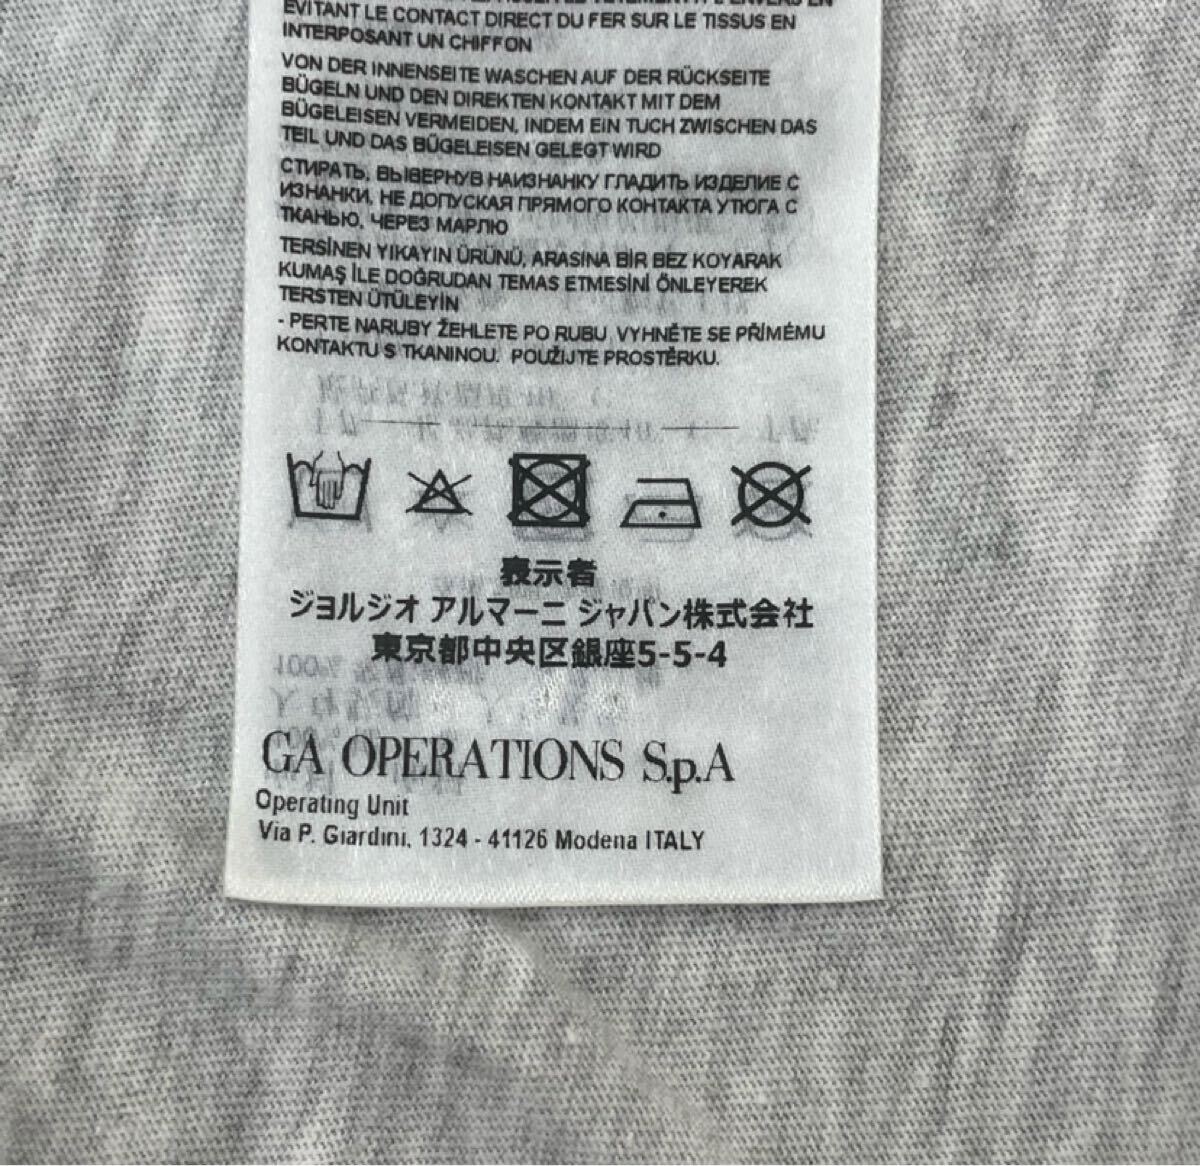 ÉVITANT LE CONTACT DIRECT DU FER SUR LE TISSUS EN
INTERPOSANT UN CHIFFON
VON DER INNENSEITE WASCHEN AUF DER RÜCKSEITE
BÜGELN UND DEN DIREKTEN KONTAKT MIT DEM
BÜGELEISEN VERMEIDEN, INDEM EIN TUCH ZWISCHEN DAS
TEIL UND DAS BÜGELEISEN GELEGT WIRD
СТИРАТЬ, ВЫВЕРНУВ НАИЗНАНКУ ГЛАДИТЬ ИЗДЕЛИЕ С
ИЗНАНКИ, НЕ ДОПУСКАЯ ПРЯМОГО КОНТАКТА УТЮГА С
ТКАНЬЮ, ЧЕРЕЗ МАРЛЮ
TERSİNEN YIKAYIN ÜRÜNÜ, ARASINA BİR BEZ KOYARAK
KUMAŞ İLE DOĞRUDAN TEMAS ETMESİNİ ÖNLEYEREK
TERSTEN ÜTÜLEYİN
- PERTE NARUBY ŽEHLETE PO RUBU, VYHNĚTE SE PŘÍMÉMU
KONTAKTU S TKANINOU. POUŽIJTE PROSTĚRKU.
表示者
ジョルジオ アルマーニ ジャパン株式会社
東京都中央区銀座5-5-4
GA OPERATIONS S.p.A
Operating Unit
Via P. Giardini, 1324 - 41126 Modena ITALY